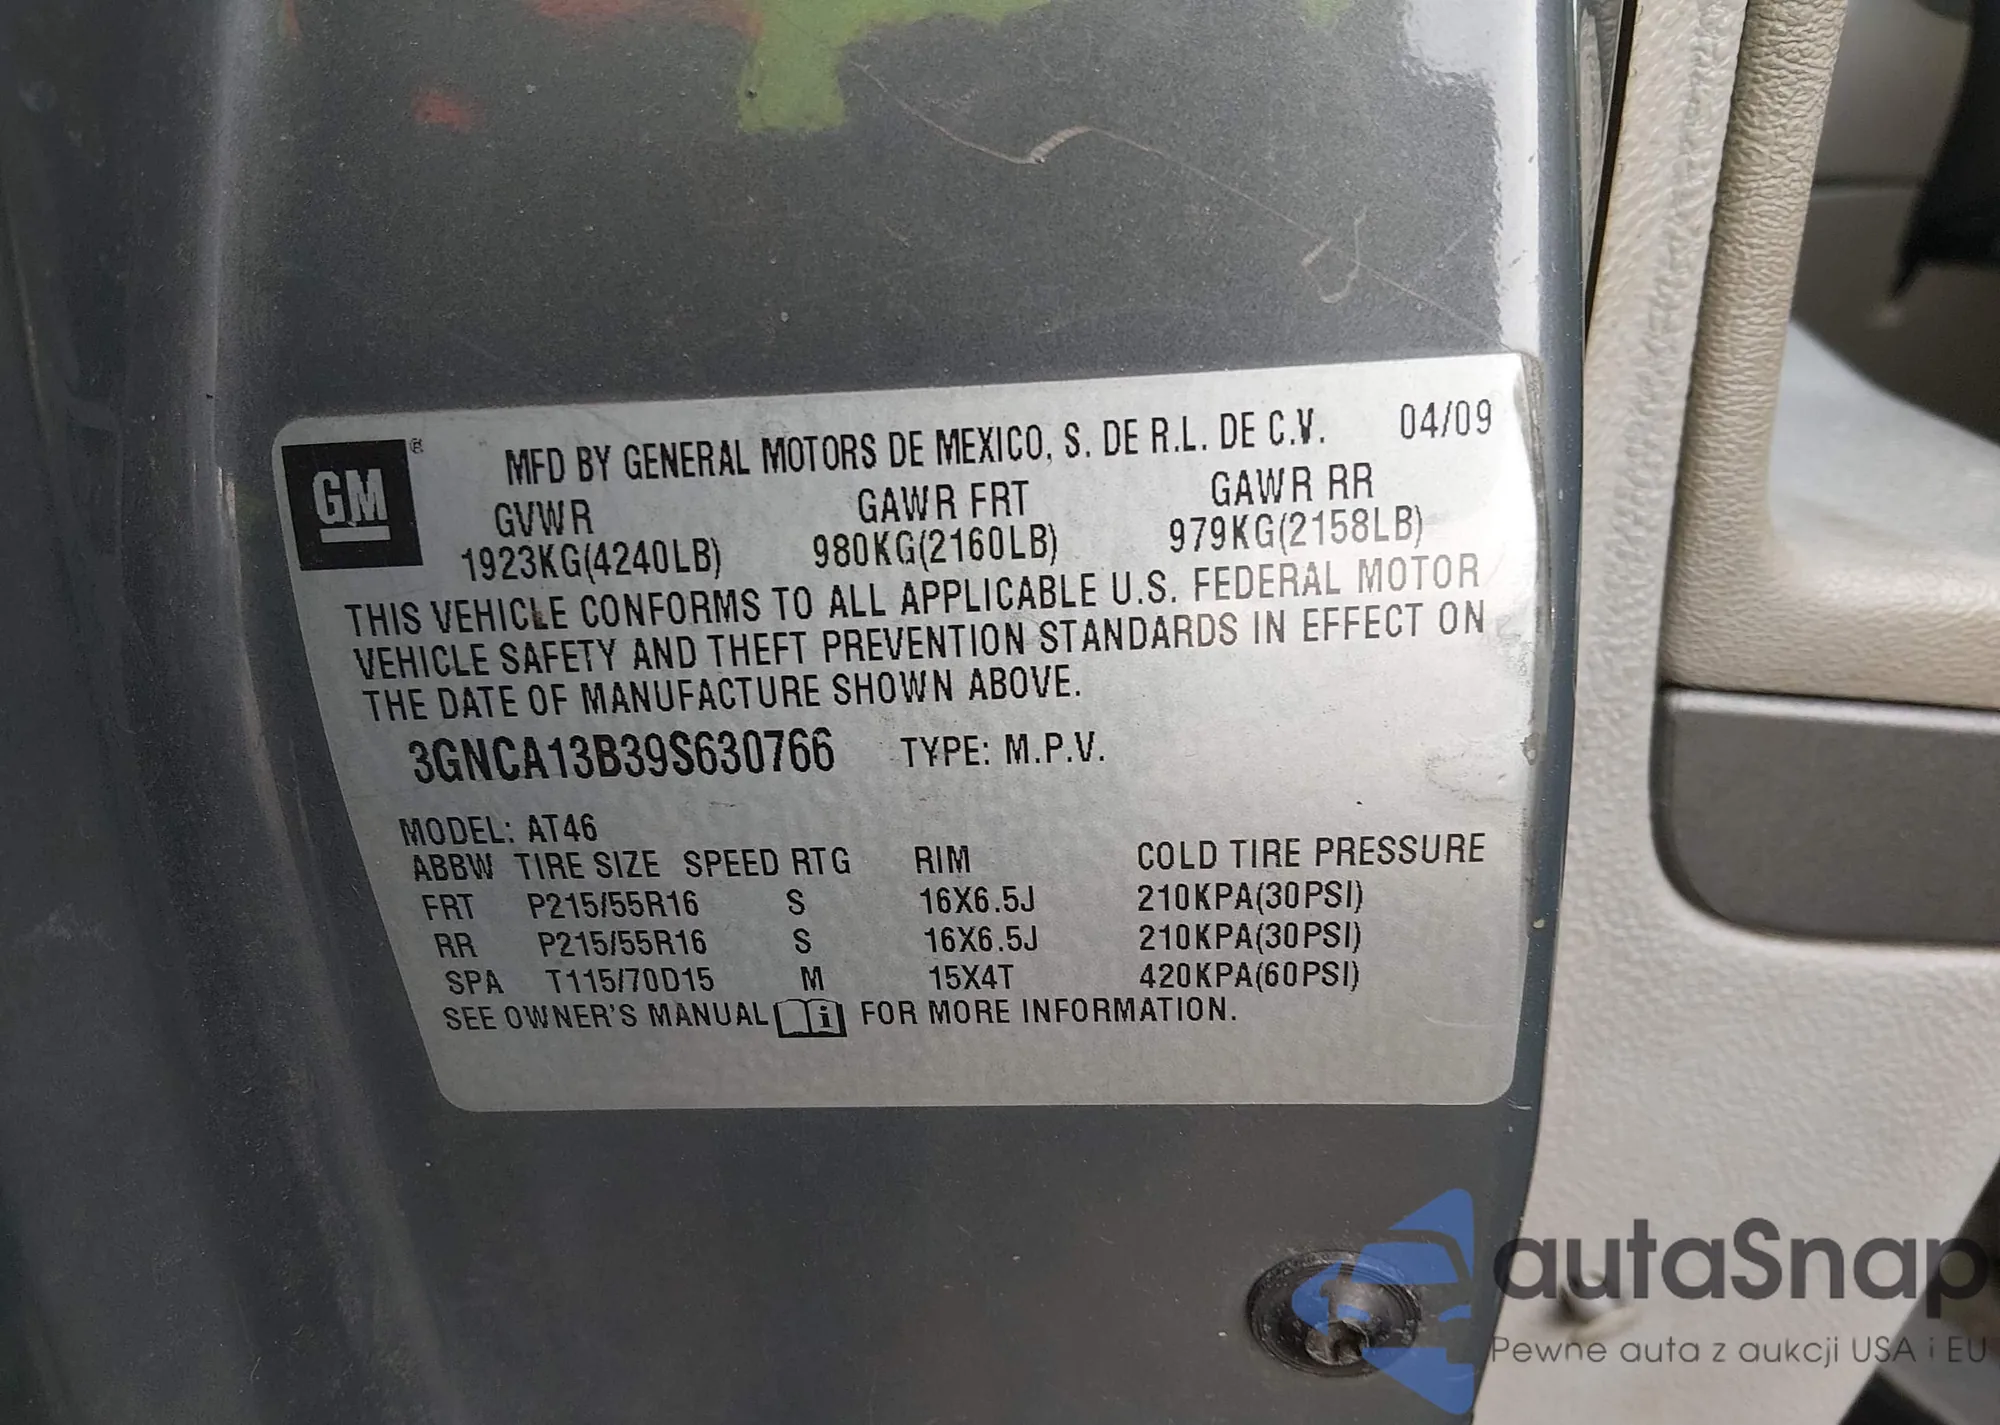 GM ®
MFD BY GENERAL MOTORS DE MEXICO, S. DE R.L. DE C.V. 04/09
GVWR GAWR FRT GAWR RR
1923KG(4240LB) 980KG(2160LB) 979KG(2158LB)
THIS VEHICLE CONFORMS TO ALL APPLICABLE U.S. FEDERAL MOTOR
VEHICLE SAFETY AND THEFT PREVENTION STANDARDS IN EFFECT ON
THE DATE OF MANUFACTURE SHOWN ABOVE.
3GNCA13B39S630766 TYPE: M.P.V.
MODEL: AT46
ABBW TIRE SIZE SPEED RTG RIM COLD TIRE PRESSURE
FRT P215/55R16 S 16X6.5J 210KPA(30PSI)
RR P215/55R16 S 16X6.5J 210KPA(30PSI)
SPA T115/70D15 M 15X4T 420KPA(60PSI)
SEE OWNER'S MANUAL i FOR MORE INFORMATION.
autaSnap
Pewne auta z aukcji USA i EU